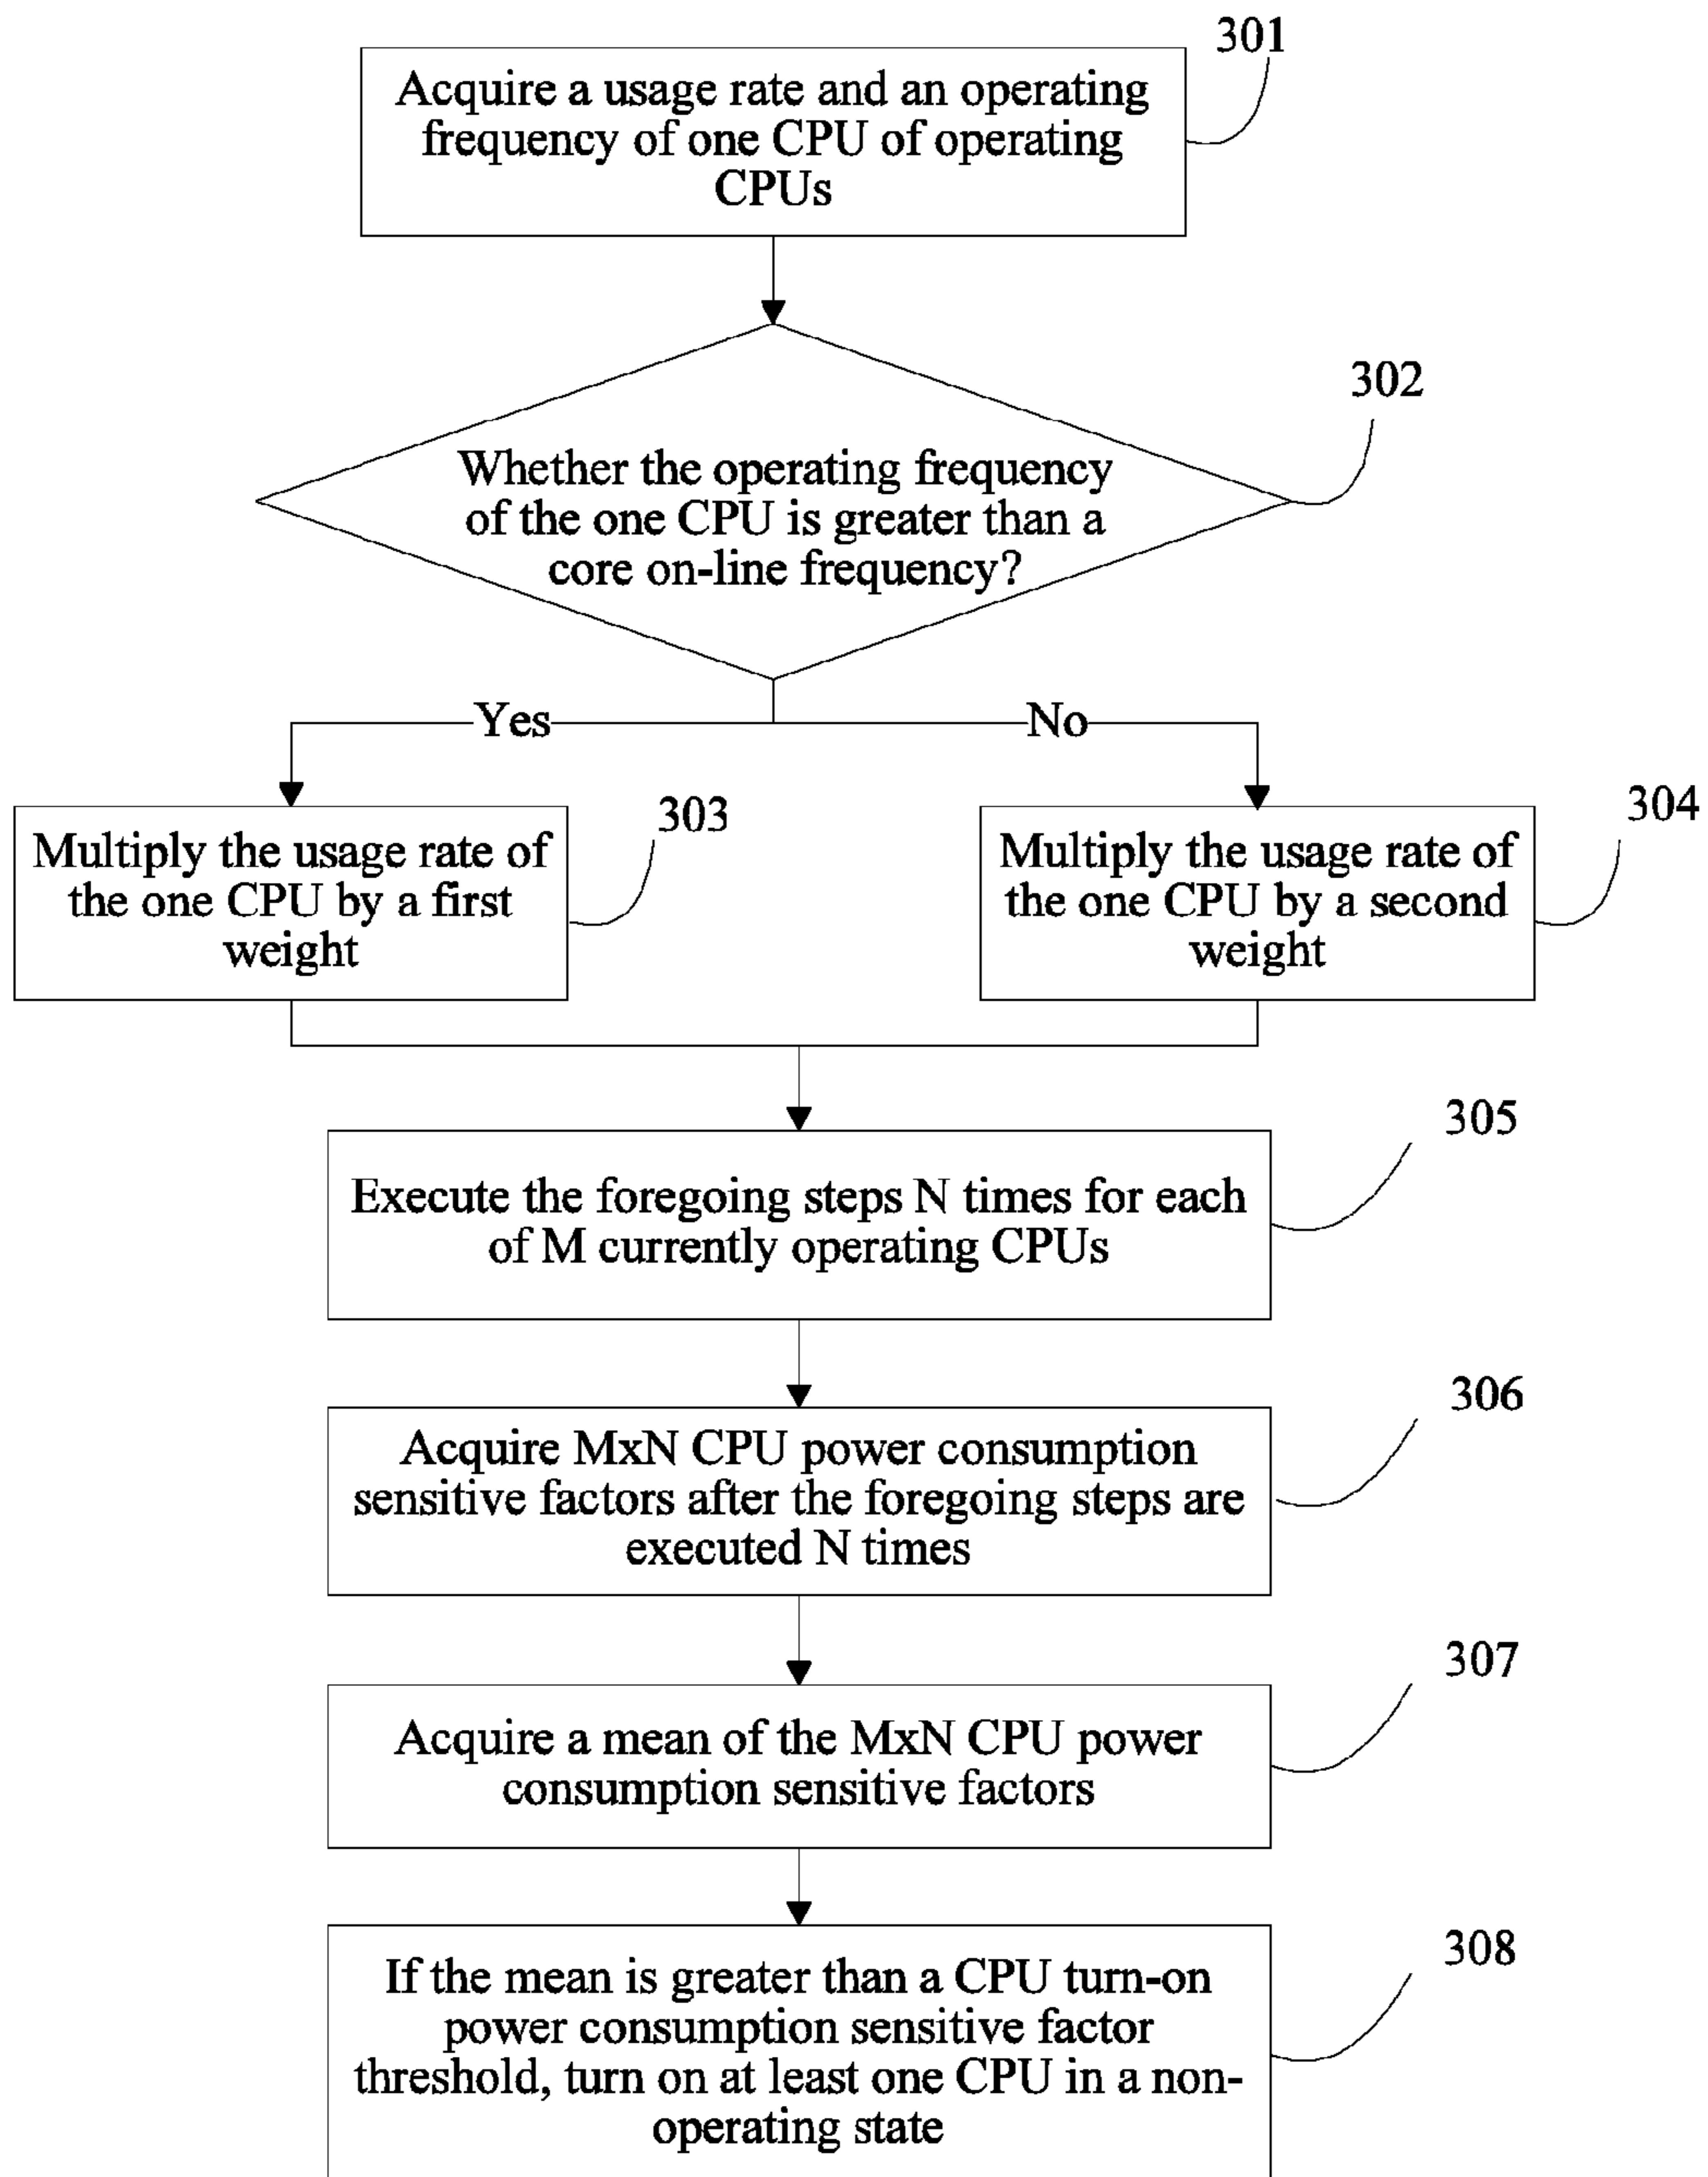 301
Acquire a usage rate and an operating
frequency of one CPU of operating
CPUs
302
Whether the operating frequency
of the one CPU is greater than a
core on-line frequency?
Yes
No
303
Multiply the usage rate of
the one CPU by a first
weight
304
Multiply the usage rate of
the one CPU by a second
weight
305
Execute the foregoing steps N times for each
of M currently operating CPUs
306
Acquire MxN CPU power consumption
sensitive factors after the foregoing steps are
executed N times
307
Acquire a mean of the MxN CPU power
consumption sensitive factors
308
If the mean is greater than a CPU turn-on
power consumption sensitive factor
threshold, turn on at least one CPU in a non-
operating state